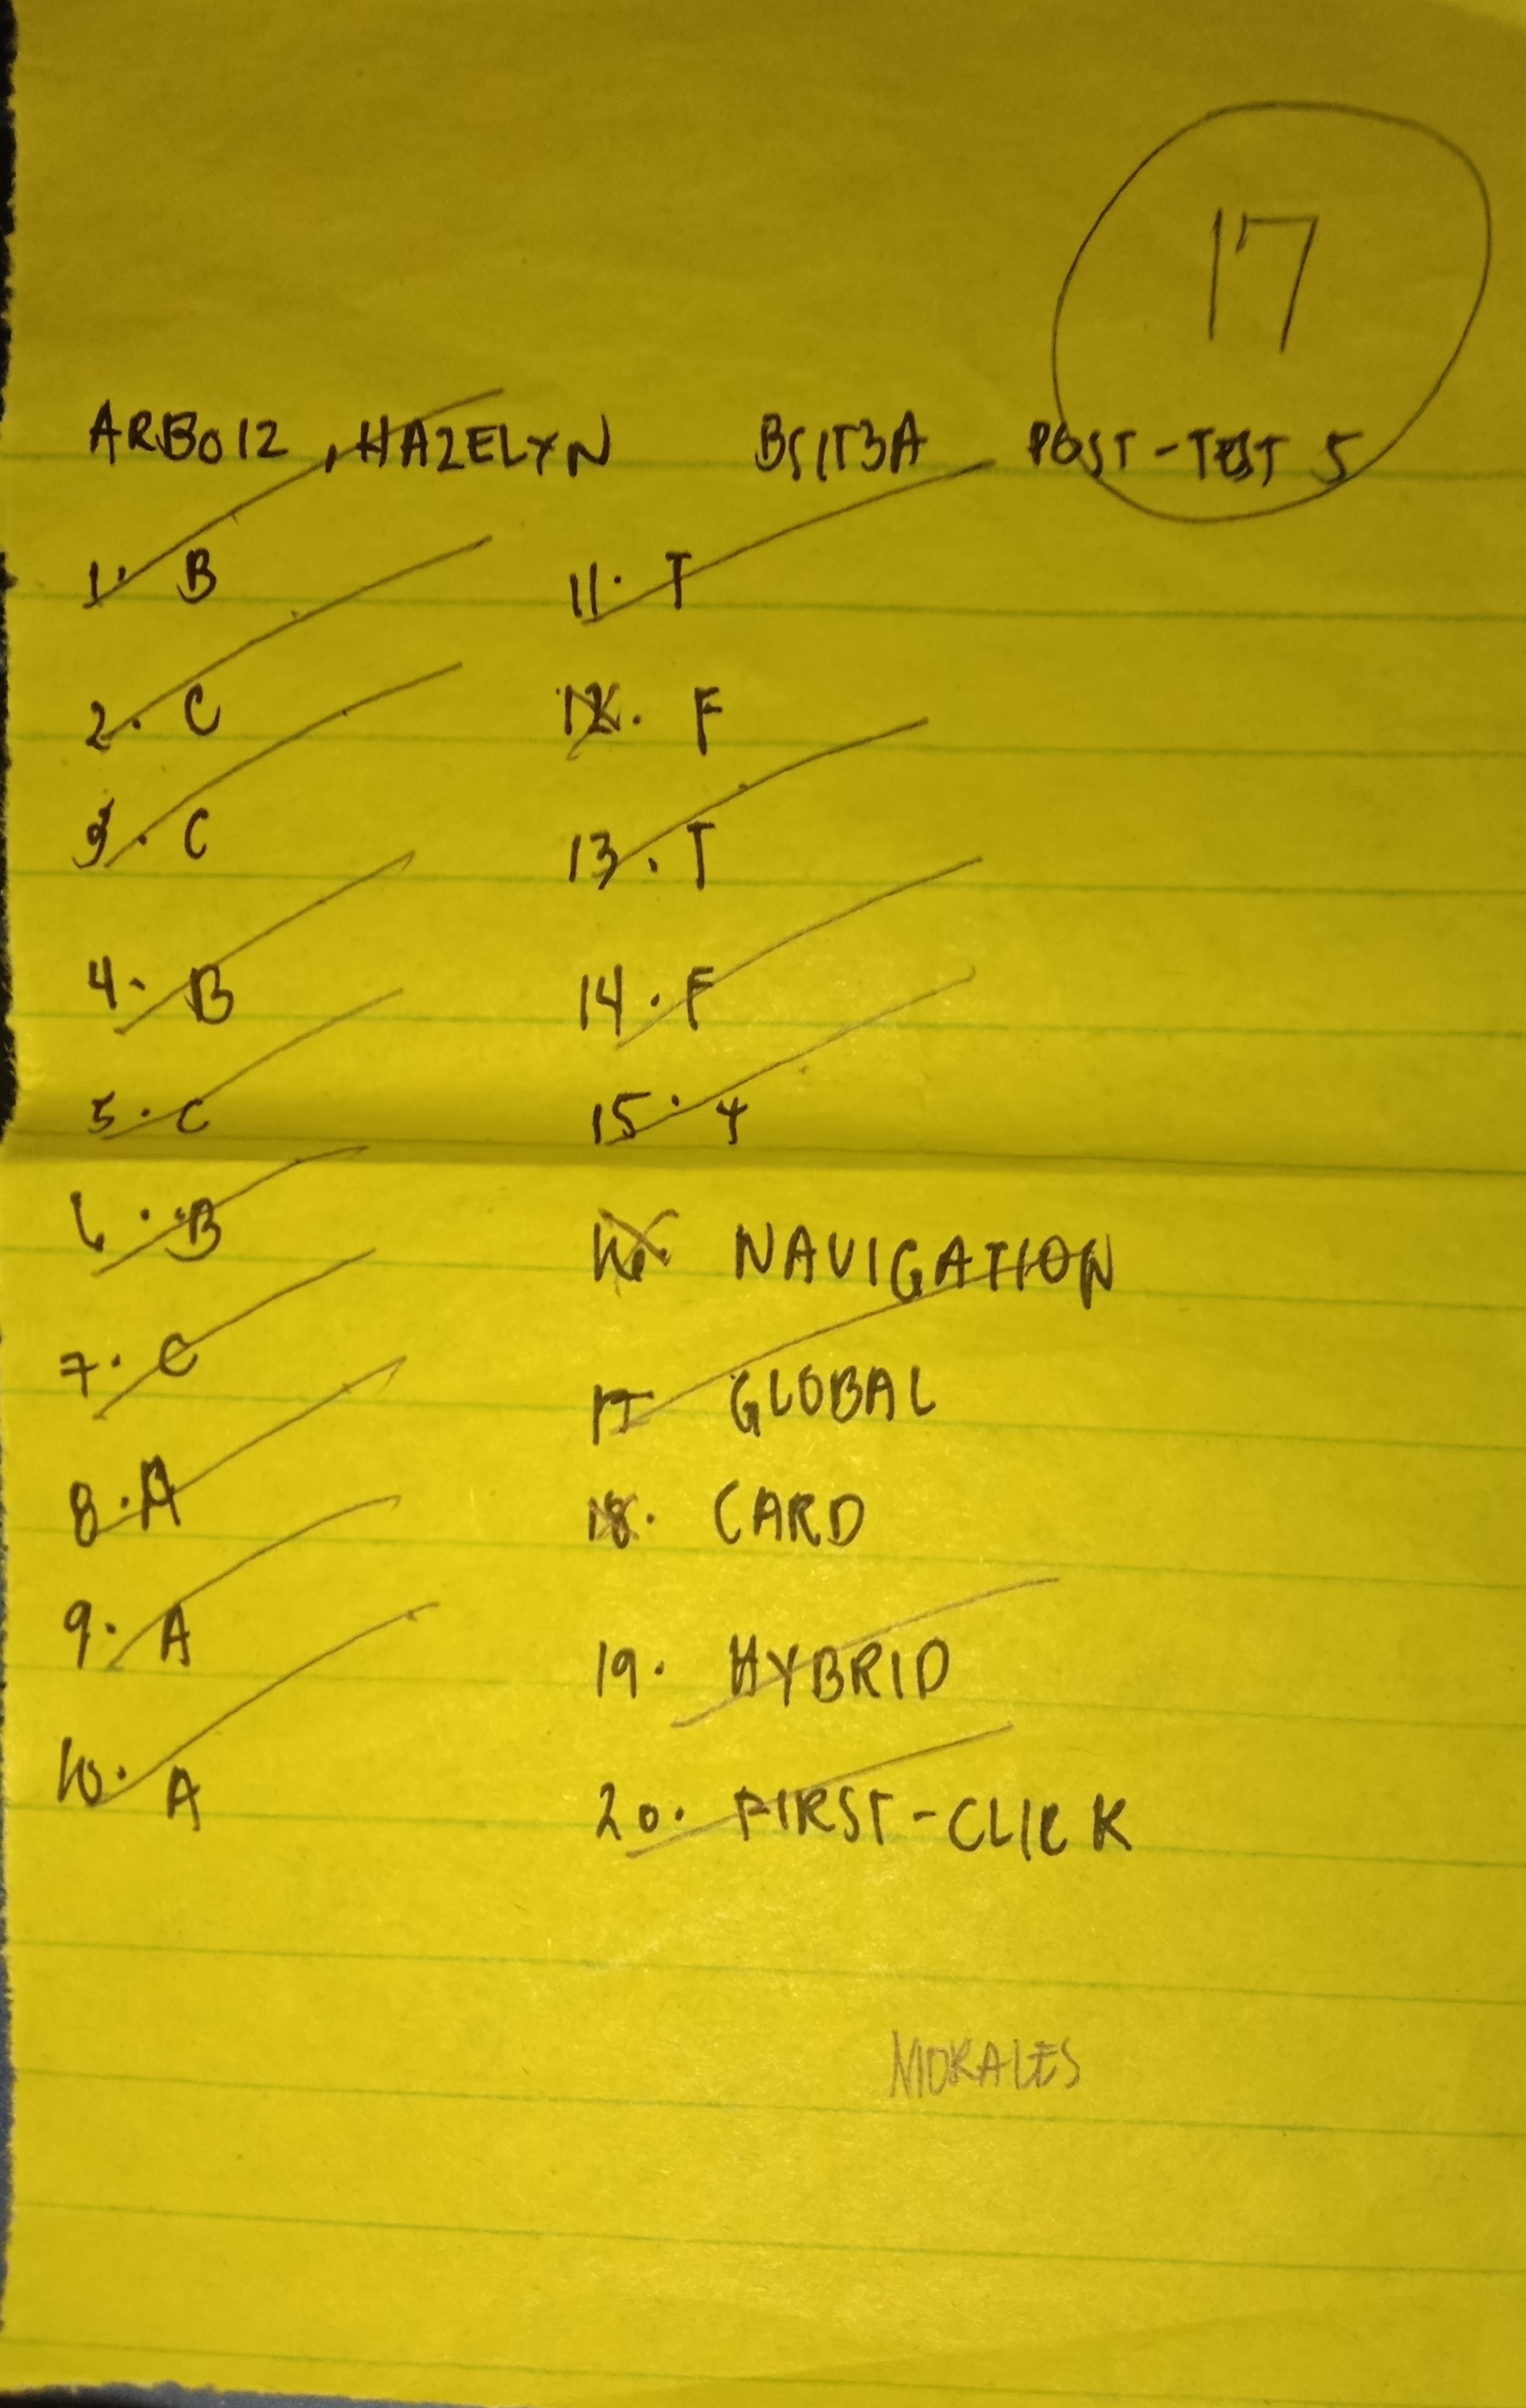 17
ARBOIZ, HAZELYN BSIT3A POST-TEST 5
1. B
2. C
3. C
4. B
5. C
6. B
7. C
8. A
9. A
10. A
11. T
12. F
13. T
14. F
15.
16. NAVIGATION
17 GLOBAL
18. CARD
19. HYBRID
20. FIRST-CLICK
MORALES